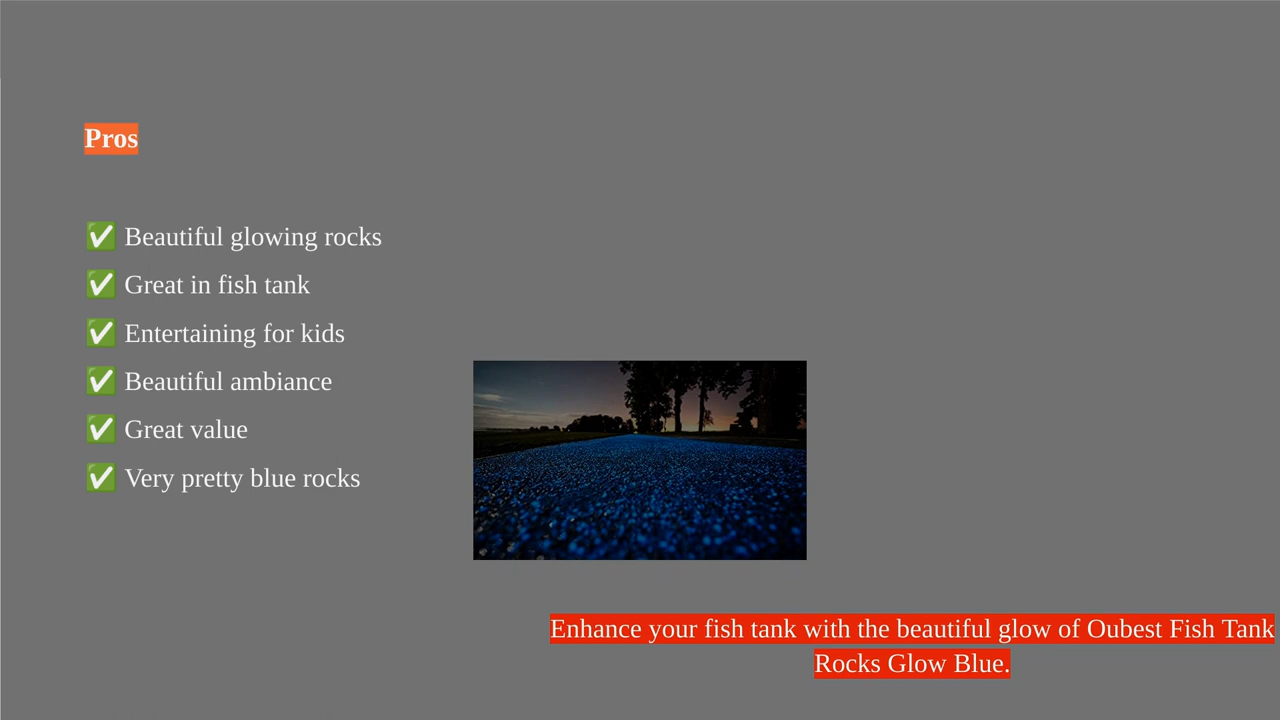 Pros
✅ Beautiful glowing rocks
✅ Great in fish tank
✅ Entertaining for kids
✅ Beautiful ambiance
✅ Great value
✅ Very pretty blue rocks
Enhance your fish tank with the beautiful glow of Oubest Fish Tank
Rocks Glow Blue.